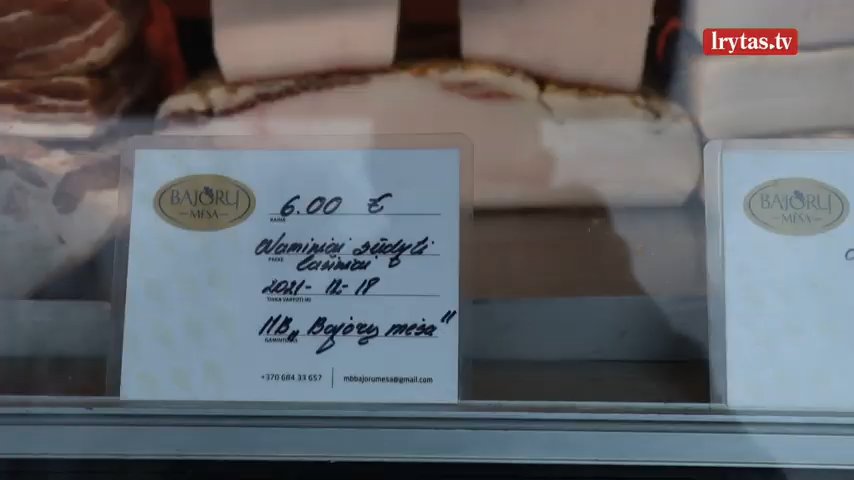 lrytas.tv
BAJORŲ
MĖSA
6.00 €
KAINA
Naminiai sūdyti
PREKĖ
lašiniai
2021-12-18
TINKA VARTOTI IKI
MB „Bajorų mėsa“
GAMINTOJAS
+370 684 33 657
mbbajorumesa@gmail.com
BAJORŲ
MĖSA